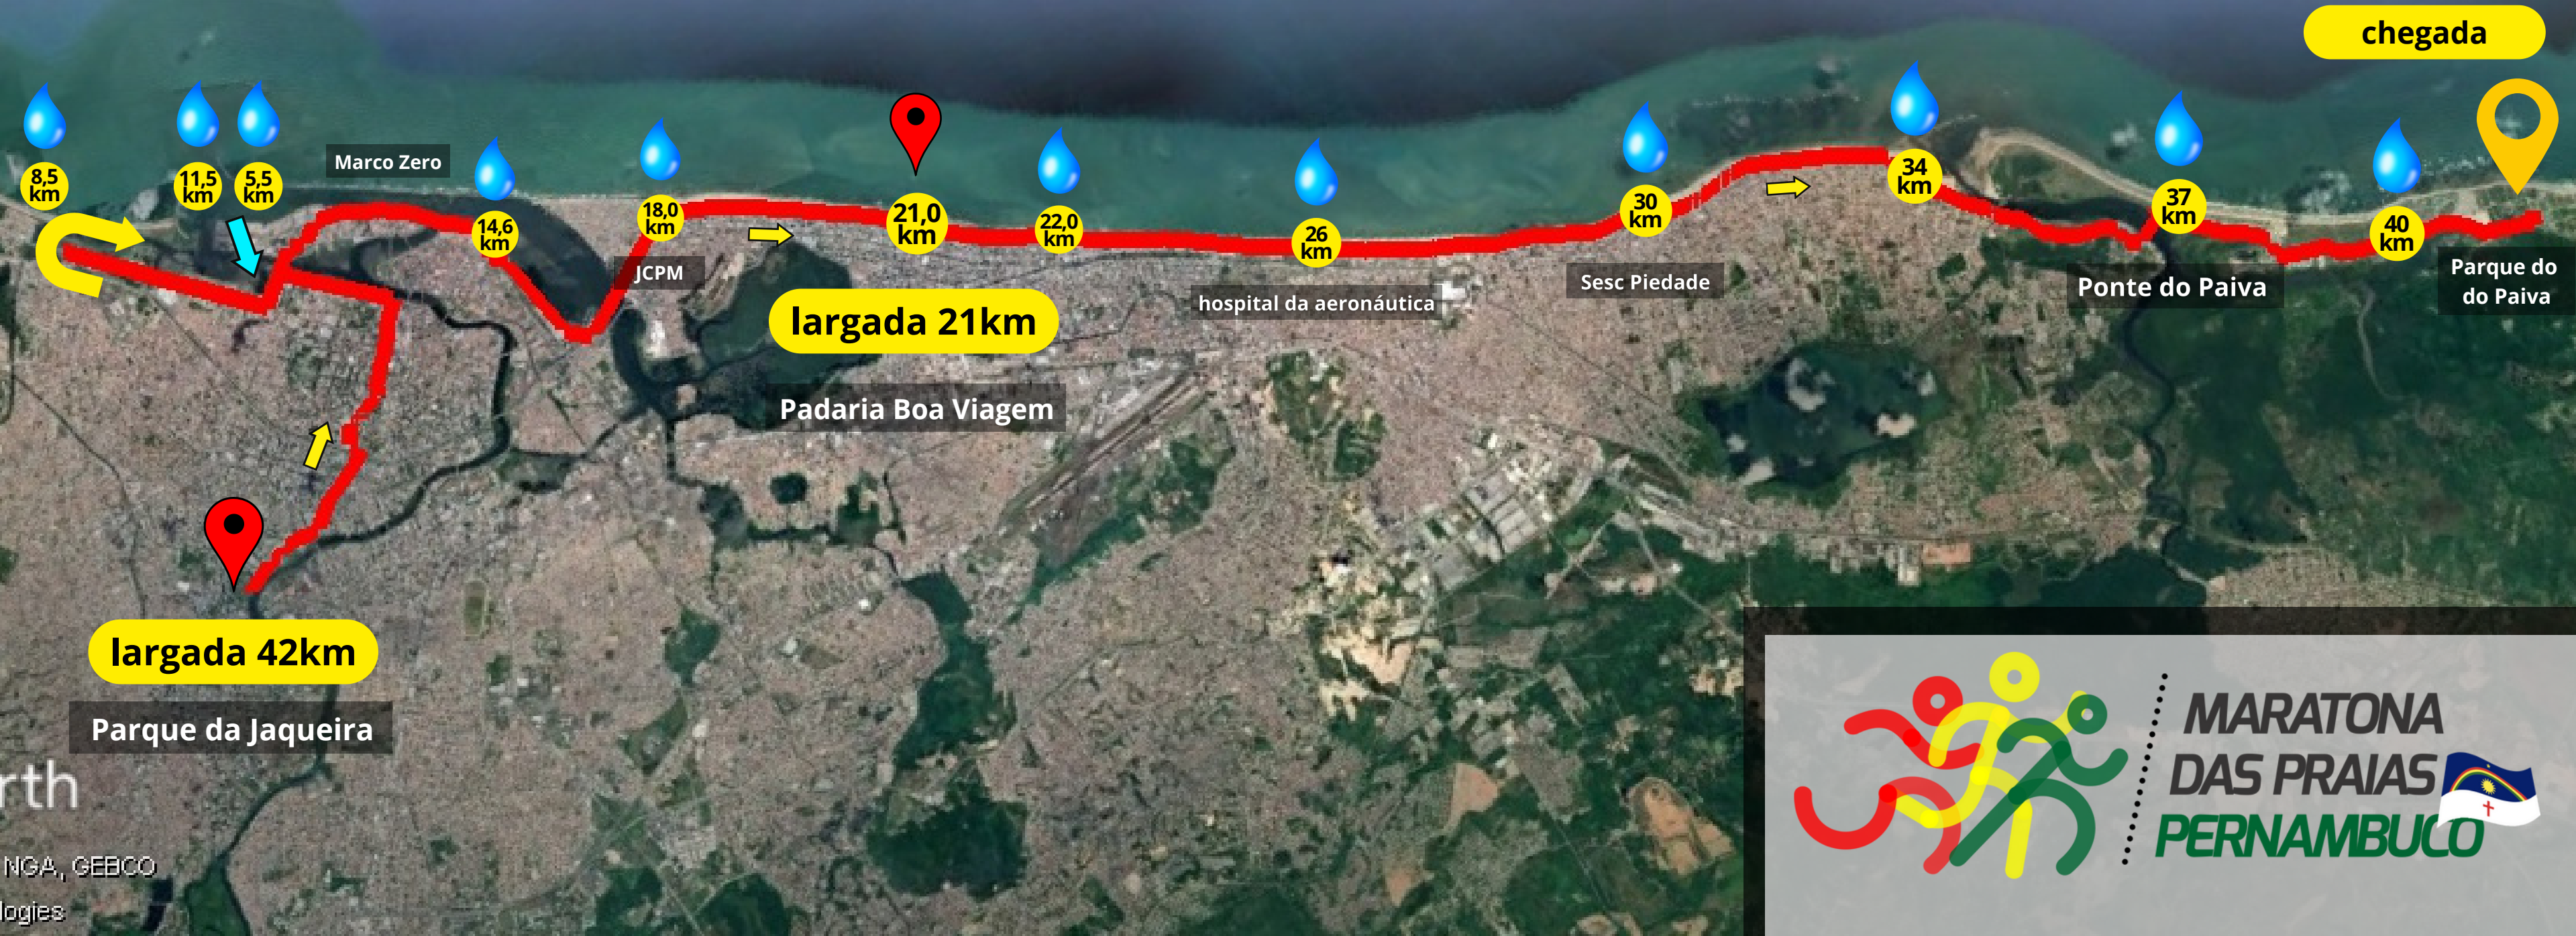 chegada
8,5
km
11,5
km
5,5
km
Marco Zero
14,6
km
18,0
km
JCPM
21,0
km
largada 21km
Padaria Boa Viagem
22,0
km
26
km
hospital da aeronáutica
30
km
Sesc Piedade
34
km
37
km
Ponte do Paiva
40
km
Parque do
do Paiva
largada 42km
Parque da Jaqueira
rth
NGA, GEBCO
logies
MARATONA
DAS PRAIAS
PERNAMBUCO